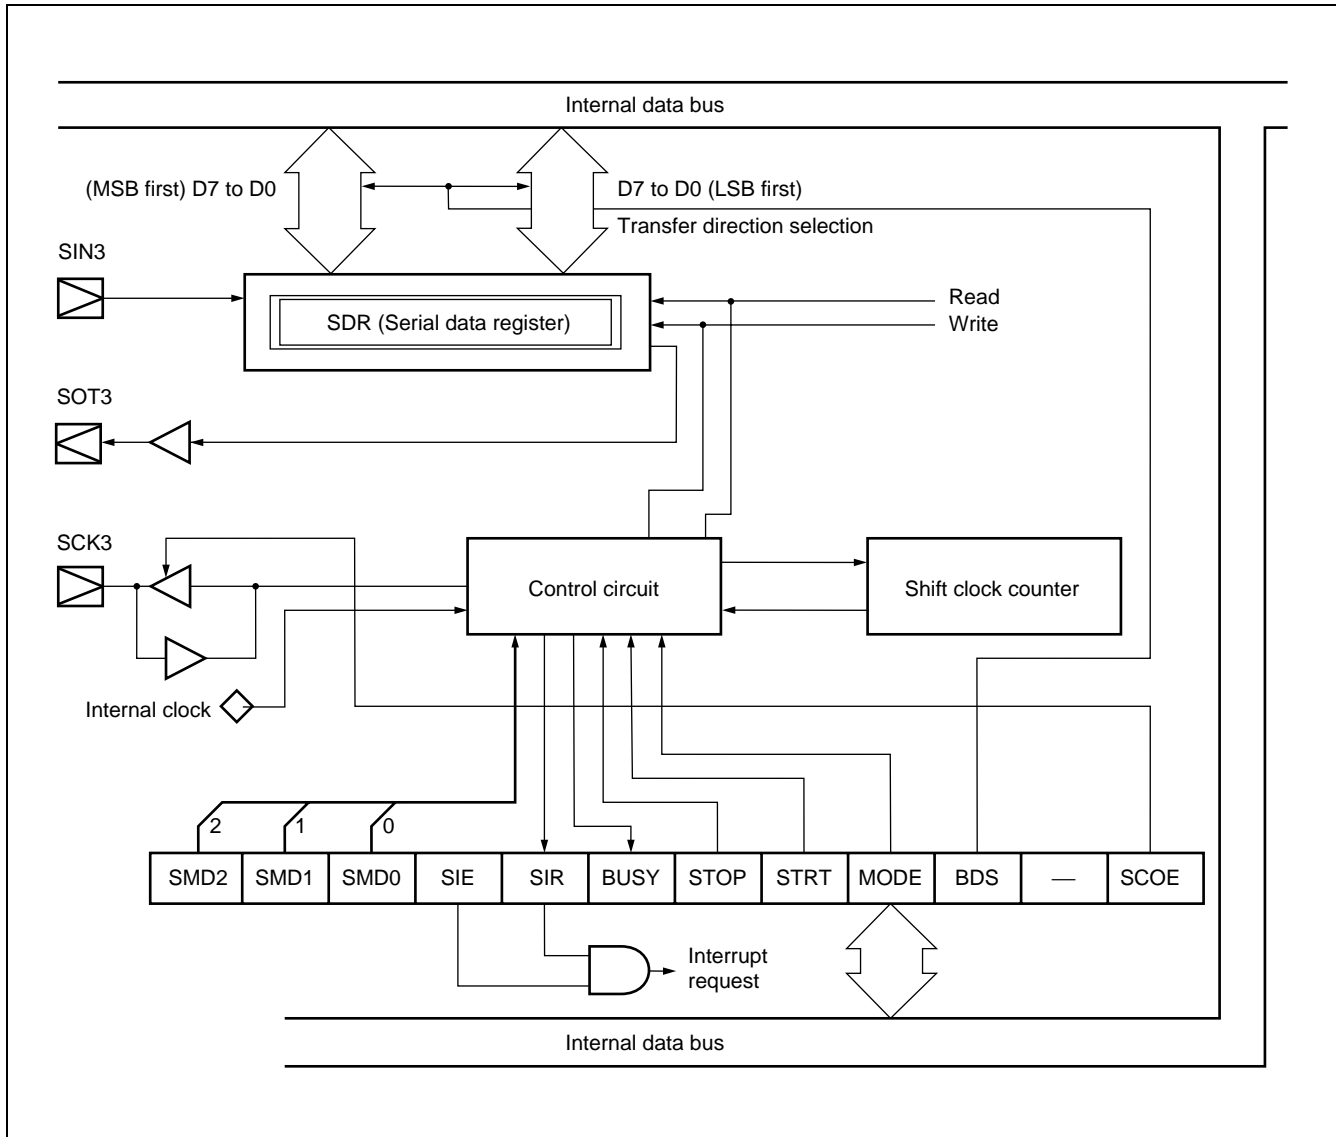 Internal data bus
(MSB first) D7 to D0
D7 to D0 (LSB first)
Transfer direction selection
SIN3
SDR (Serial data register)
Read
Write
SOT3
SCK3
Control circuit
Shift clock counter
Internal clock
2 1 0
SMD2 SMD1 SMD0 SIE SIR BUSY STOP STRT MODE BDS — SCOE
Interrupt
request
Internal data bus